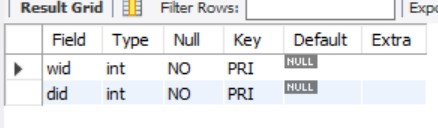 Result Grid Filter Rows: Expo
Field Type Null Key Default Extra
wid int NO PRI NULL
did int NO PRI NULL